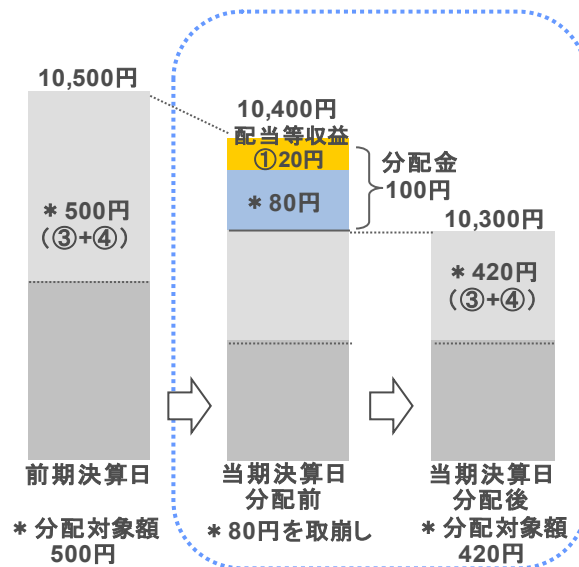 10,500円
＊500円
（③+④）
前期決算日
＊分配対象額
500円
10,400円
配当等収益
①20円
＊80円
分配金
100円
当期決算日
分配前
＊80円を取崩し
10,300円
＊420円
（③+④）
当期決算日
分配後
＊分配対象額
420円